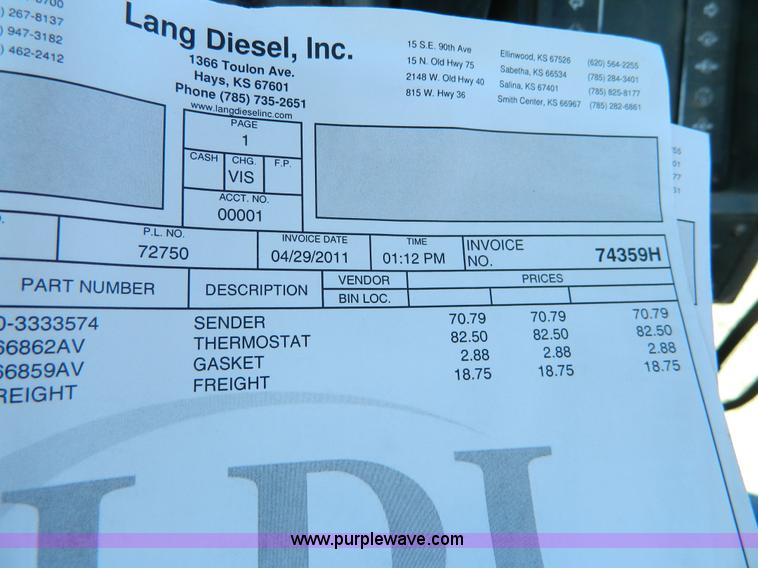 ) 267-8137
) 947-3182
) 462-2412
Lang Diesel, Inc.
1366 Toulon Ave.
Hays, KS 67601
Phone (785) 735-2651
www.langdieselinc.com
15 S.E. 90th Ave Ellinwood, KS 67526 (620) 564-2255
15 N. Old Hwy 75 Sabetha, KS 66534 (785) 284-3401
2148 W. Old Hwy 40 Salina, KS 67401 (785) 825-8177
815 W. Hwy 36 Smith Center, KS 66967 (785) 282-6861
PAGE
1
CASH CHG. F.P.
VIS
ACCT. NO.
00001
P.L. NO. INVOICE DATE TIME INVOICE NO.
72750 04/29/2011 01:12 PM 74359H
PART NUMBER DESCRIPTION VENDOR PRICES
BIN LOC.
0-3333574 SENDER 70.79 70.79 70.79
66862AV THERMOSTAT 82.50 82.50 82.50
66859AV GASKET 2.88 2.88 2.88
REIGHT FREIGHT 18.75 18.75 18.75
LDI
www.purplewave.com